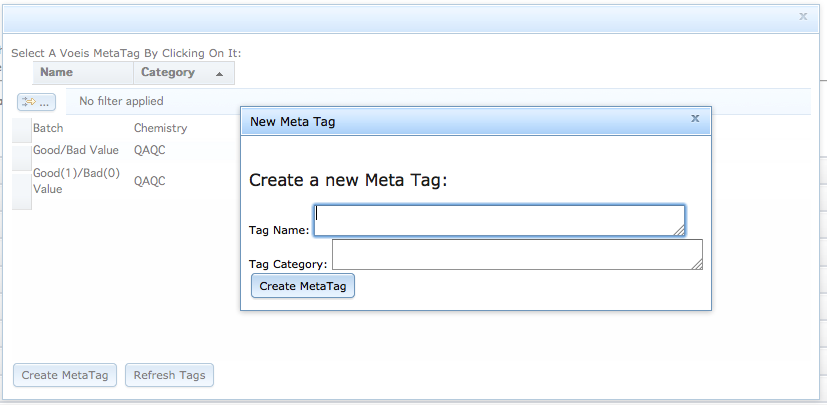 x
Select A Voeis MetaTag By Clicking On It:
Name Category
... No filter applied
Batch Chemistry
Good/Bad Value QAQC
Good(1)/Bad(0) Value QAQC
New Meta Tag x
Create a new Meta Tag:
Tag Name:
Tag Category:
Create MetaTag
Create MetaTag Refresh Tags